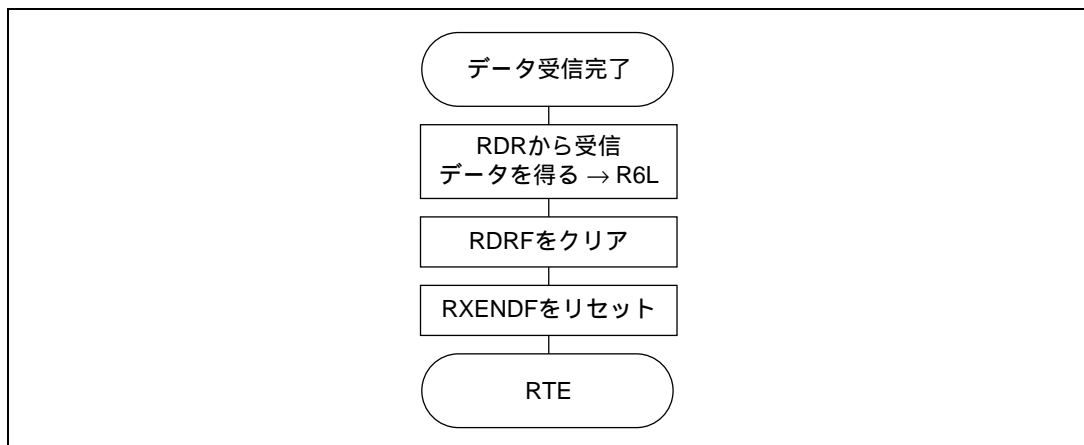 データ受信完了
RDRから受信
データを得る → R6L
RDRFをクリア
RXENDFをリセット
RTE